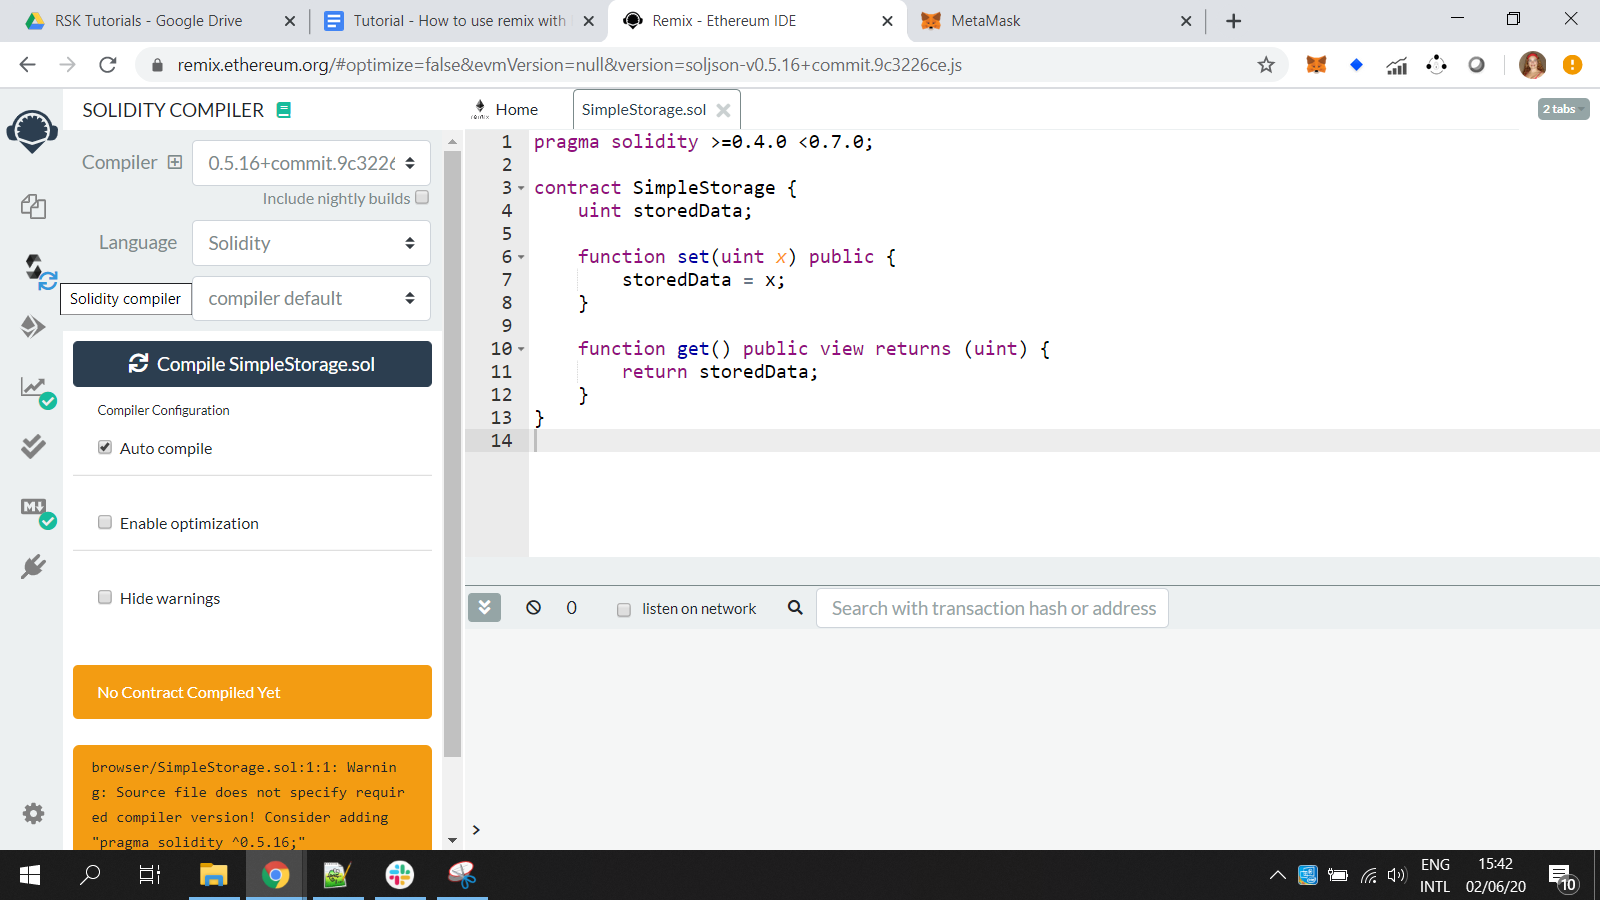 RSK Tutorials - Google Drive
Tutorial - How to use remix with
Remix - Ethereum IDE
MetaMask
remix.ethereum.org/#optimize=false&evmVersion=null&version=soljson-v0.5.16+commit.9c3226ce.js
SOLIDITY COMPILER
Home
SimpleStorage.sol
2 tabs
Compiler
0.5.16+commit.9c3226
Include nightly builds
Language
Solidity
Solidity compiler
compiler default
Compile SimpleStorage.sol
Compiler Configuration
Auto compile
Enable optimization
Hide warnings
No Contract Compiled Yet
browser/SimpleStorage.sol:1:1: Warnin
g: Source file does not specify requir
ed compiler version! Consider adding
"pragma solidity ^0.5.16;"
1 pragma solidity >=0.4.0 <0.7.0;
2
3 contract SimpleStorage {
4 uint storedData;
5
6 function set(uint x) public {
7 storedData = x;
8 }
9
10 function get() public view returns (uint) {
11 return storedData;
12 }
13 }
14
0
listen on network
Search with transaction hash or address
>
ENG
INTL
15:42
02/06/20
10